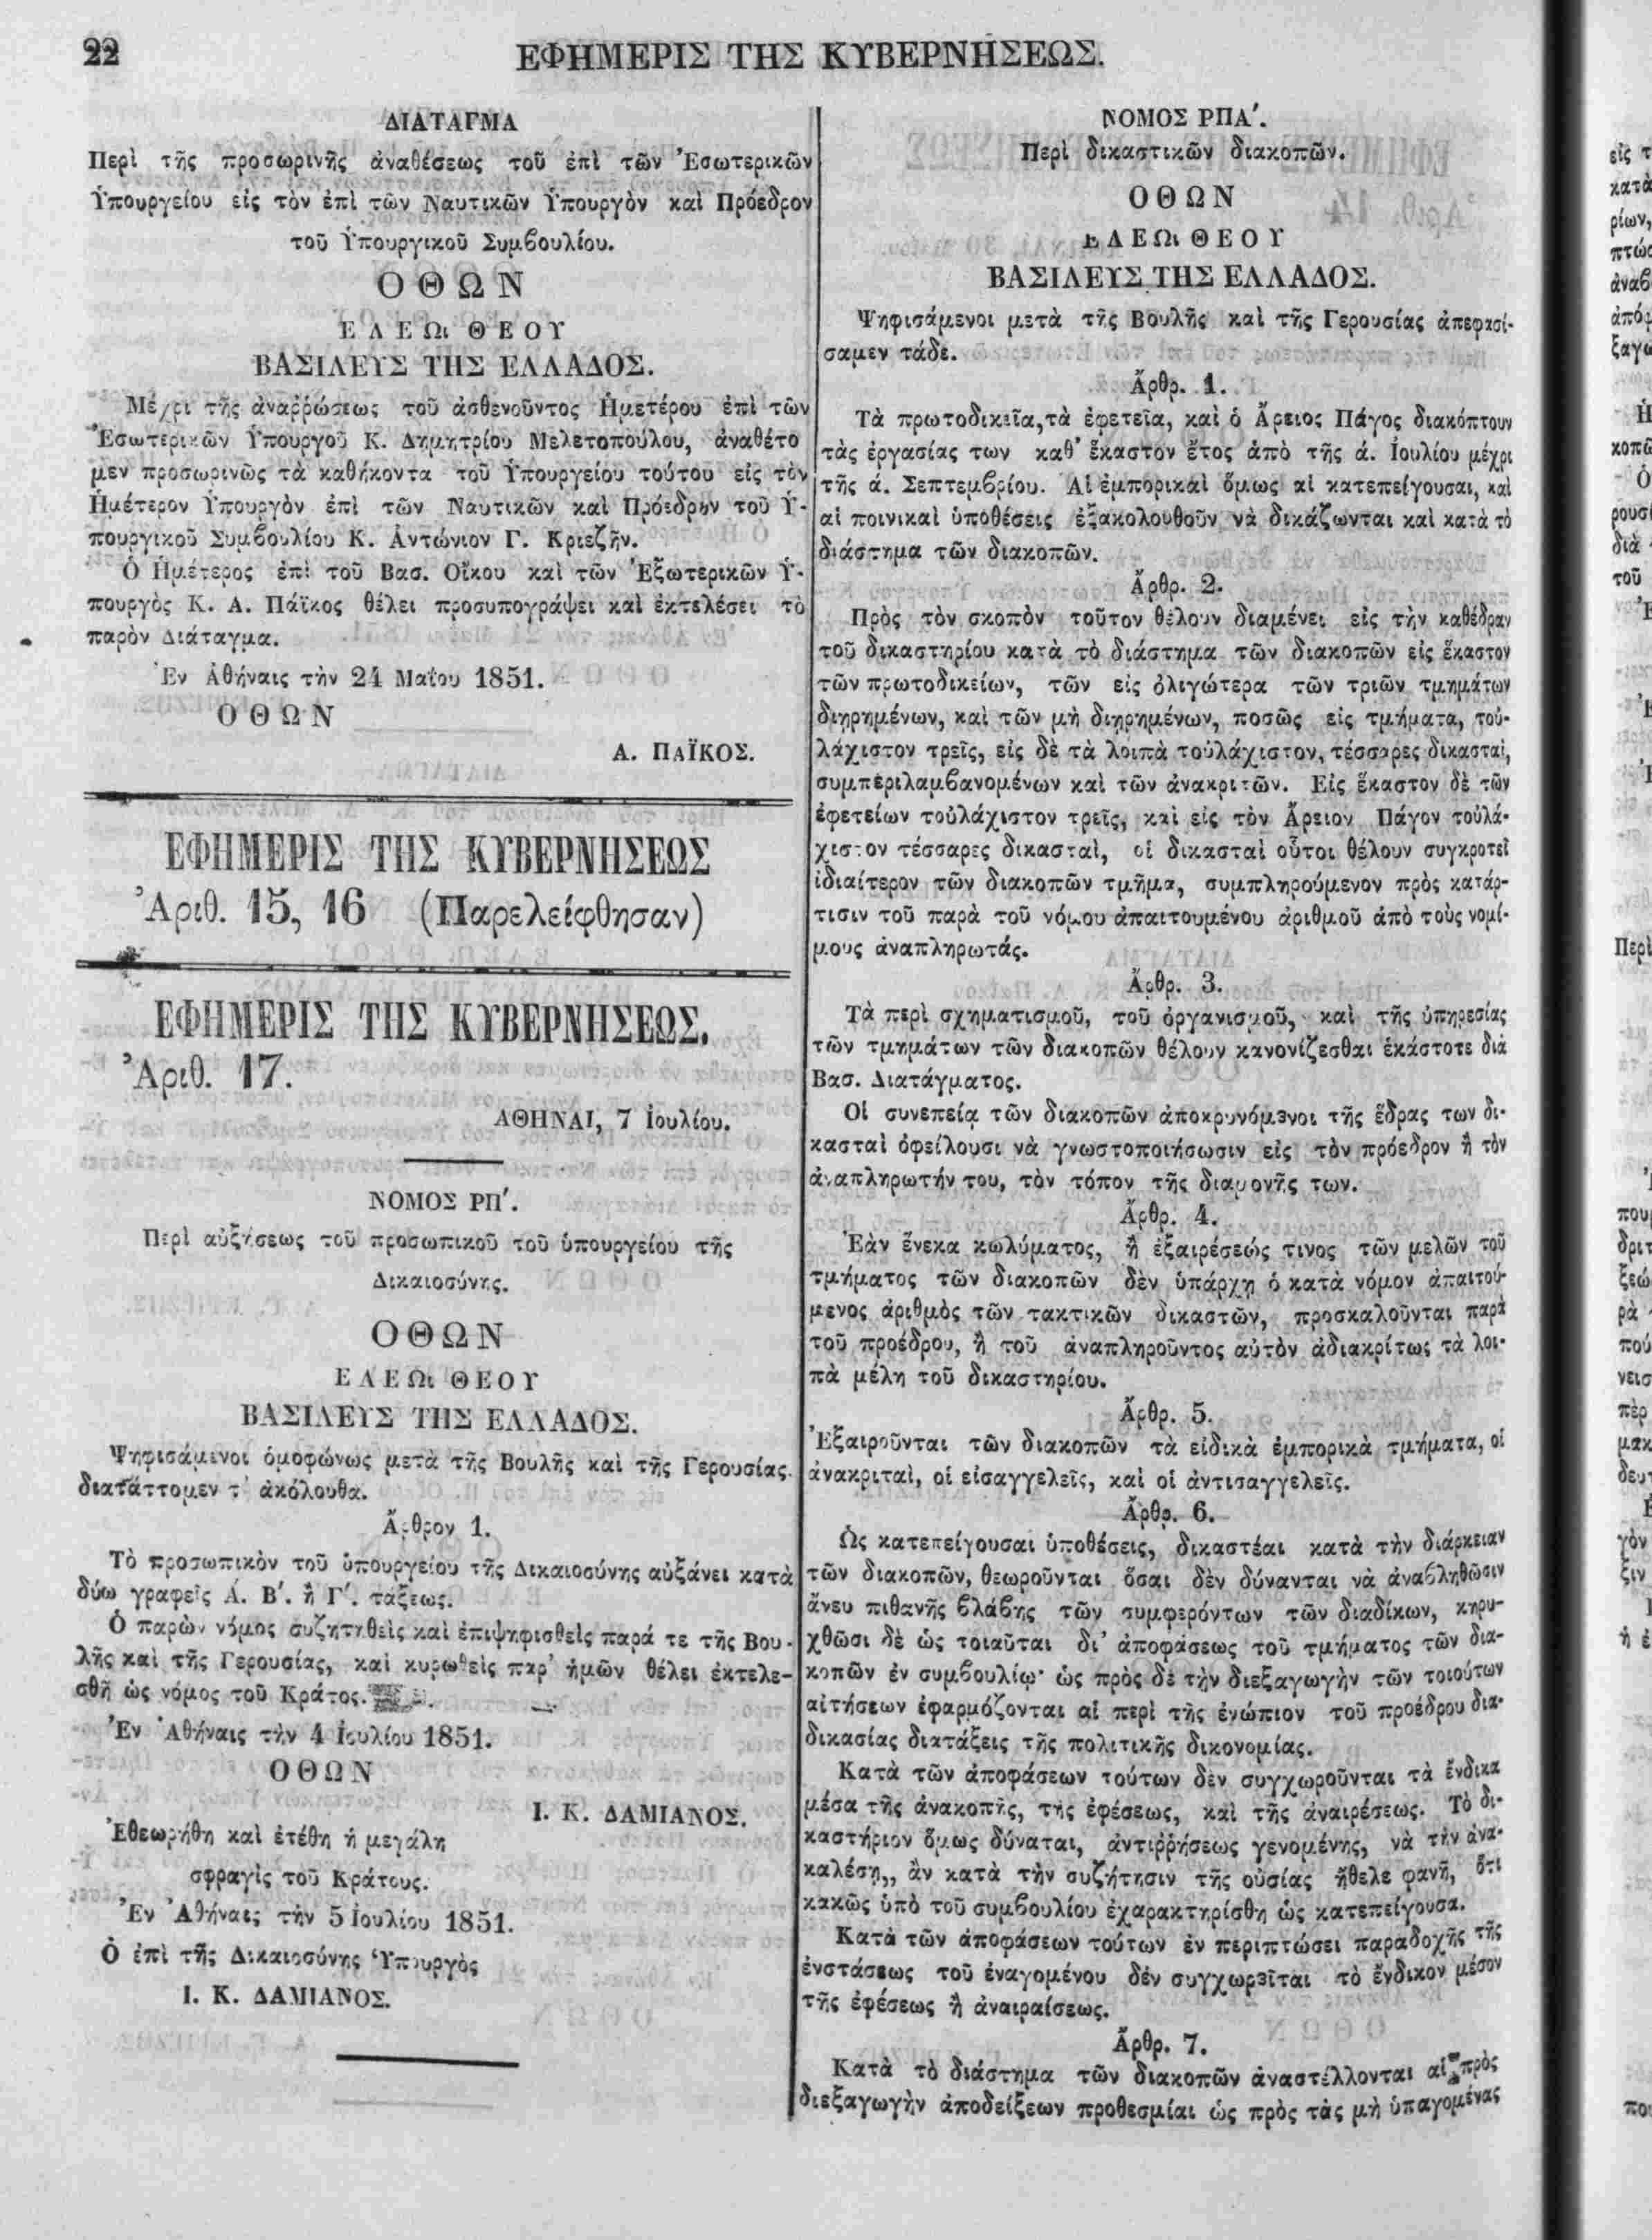 22
ΕΦΗΜΕΡΙΣ ΤΗΣ ΚΥΒΕΡΝΗΣΕΩΣ.
ΔΙΑΤΑΓΜΑ
Περὶ τῆς προσωρινῆς ἀναθέσεως τοῦ ἐπὶ τῶν Ἐσωτερικῶν
Ὑπουργείου εἰς τὸν ἐπὶ τῶν Ναυτικῶν Ὑπουργὸν καὶ Πρόεδρον
τοῦ Ὑπουργικοῦ Συμβουλίου.
ΟΘΩΝ
ΕΛΕΩι ΘΕΟΥ
ΒΑΣΙΛΕΥΣ ΤΗΣ ΕΛΛΑΔΟΣ.
Μέχρι τῆς ἀναῤῥώσεως τοῦ ἀσθενοῦντος Ἡμετέρου ἐπὶ τῶν
Ἐσωτερικῶν Ὑπουργοῦ Κ. Δημητρίου Μελετοπούλου, ἀναθέτο
μεν προσωρινῶς τὰ καθήκοντα τοῦ Ὑπουργείου τούτου εἰς τὸν
Ἡμέτερον Ὑπουργὸν ἐπὶ τῶν Ναυτικῶν καὶ Πρόεδρον τοῦ Ὑ-
πουργικοῦ Συμβουλίου Κ. Ἀντώνιον Γ. Κριεζῆν.
Ὁ Ἡμέτερος ἐπὶ τοῦ Βασ. Οἴκου καὶ τῶν Ἐξωτερικῶν Ὑ-
πουργὸς Κ. Α. Πάϊκος θέλει προσυπογράψει καὶ ἐκτελέσει τὸ
παρὸν Διάταγμα.
Ἐν Ἀθήναις τὴν 24 Μαΐου 1851.
ΟΘΩΝ
Α. ΠΑΪΚΟΣ.
ΕΦΗΜΕΡΙΣ ΤΗΣ ΚΥΒΕΡΝΗΣΕΩΣ
Ἀριθ. 15, 16 (Παρελείφθησαν)
ΕΦΗΜΕΡΙΣ ΤΗΣ ΚΥΒΕΡΝΗΣΕΩΣ.
Ἀριθ. 17.
ΑΘΗΝΑΙ, 7 Ἰουλίου.
ΝΟΜΟΣ ΡΠ΄.
Περὶ αὐξήσεως τοῦ προσωπικοῦ τοῦ ὑπουργείου τῆς
Δικαιοσύνης.
ΟΘΩΝ
ΕΛΕΩι ΘΕΟΥ
ΒΑΣΙΛΕΥΣ ΤΗΣ ΕΛΛΑΔΟΣ.
Ψηφισάμενοι ὁμοφώνως μετὰ τῆς Βουλῆς καὶ τῆς Γερουσίας
διατάττομεν τ' ἀκόλουθα.
Ἄρθρον 1.
Τὸ προσωπικὸν τοῦ ὑπουργείου τῆς Δικαιοσύνης αὐξάνει κατὰ
δύω γραφεῖς Α. Β΄. ἢ Γ΄. τάξεως.
Ὁ παρὼν νόμος συζητηθεὶς καὶ ἐπιψηφισθεὶς παρά τε τῆς Βου-
λῆς καὶ τῆς Γερουσίας, καὶ κυρωθεὶς παρ' ἡμῶν θέλει ἐκτελε-
σθῆ ὡς νόμος τοῦ Κράτος.
Ἐν Ἀθήναις τὴν 4 Ἰουλίου 1851.
ΟΘΩΝ
Ι. Κ. ΔΑΜΙΑΝΟΣ.
Ἐθεωρήθη καὶ ἐτέθη ἡ μεγάλη
σφραγὶς τοῦ Κράτους.
Ἐν Ἀθήναις τὴν 5 Ἰουλίου 1851.
Ὁ ἐπὶ τῆς Δικαιοσύνης Ὑπουργὸς
Ι. Κ. ΔΑΜΙΑΝΟΣ.
ΝΟΜΟΣ ΡΠΑ΄.
Περὶ δικαστικῶν διακοπῶν.
ΟΘΩΝ
ΕΛΕΩι ΘΕΟΥ
ΒΑΣΙΛΕΥΣ ΤΗΣ ΕΛΛΑΔΟΣ.
Ψηφισάμενοι μετὰ τῆς Βουλῆς καὶ τῆς Γερουσίας ἀπεφασί-
σαμεν τάδε.
Ἄρθρ. 1.
Τὰ πρωτοδικεῖα, τὰ ἐφετεῖα, καὶ ὁ Ἄρειος Πάγος διακόπτουν
τὰς ἐργασίας των καθ' ἕκαστον ἔτος ἀπὸ τῆς ά. Ἰουλίου μέχρι
τῆς ά. Σεπτεμβρίου. Αἱ ἐμπορικαὶ ὅμως αἱ κατεπείγουσαι, καὶ
αἱ ποινικαὶ ὑποθέσεις ἐξακολουθοῦν νὰ δικάζωνται καὶ κατὰ τὸ
διάστημα τῶν διακοπῶν.
Ἄρθρ. 2.
Πρὸς τὸν σκοπὸν τοῦτον θέλουν διαμένει εἰς τὴν καθέδραν
τοῦ δικαστηρίου κατὰ τὸ διάστημα τῶν διακοπῶν εἰς ἕκαστον
τῶν πρωτοδικείων, τῶν εἰς ὀλιγώτερα τῶν τριῶν τμημάτων
διῃρημένων, καὶ τῶν μὴ διῃρημένων, ποσῶς εἰς τμήματα, τοὐ-
λάχιστον τρεῖς, εἰς δὲ τὰ λοιπὰ τοὐλάχιστον, τέσσαρες δικασταὶ,
συμπεριλαμβανομένων καὶ τῶν ἀνακριτῶν. Εἰς ἕκαστον δὲ τῶν
ἐφετείων τοὐλάχιστον τρεῖς, καὶ εἰς τὸν Ἄρειον Πάγον τοὐλά-
χιστον τέσσαρες δικασταὶ, οἱ δικασταὶ οὗτοι θέλουν συγκροτεῖ
ἰδιαίτερον τῶν διακοπῶν τμῆμα, συμπληρούμενον πρὸς κατάρ-
τισιν τοῦ παρὰ τοῦ νόμου ἀπαιτουμένου ἀριθμοῦ ἀπὸ τοὺς νομί-
μους ἀναπληρωτάς.
Ἄρθρ. 3.
Τὰ περὶ σχηματισμοῦ, τοῦ ὀργανισμοῦ, καὶ τῆς ὑπηρεσίας
τῶν τμημάτων τῶν διακοπῶν θέλουν κανονίζεσθαι ἑκάστοτε διὰ
Βασ. Διατάγματος.
Οἱ συνεπείᾳ τῶν διακοπῶν ἀποκρυνόμενοι τῆς ἕδρας των δι-
κασταὶ ὀφείλουσι νὰ γνωστοποιήσωσιν εἰς τὸν πρόεδρον ἢ τὸν
ἀναπληρωτήν του, τὸν τόπον τῆς διαμονῆς των.
Ἄρθρ. 4.
Ἐὰν ἕνεκα κωλύματος, ἢ ἐξαιρέσεώς τινος τῶν μελῶν τοῦ
τμήματος τῶν διακοπῶν δὲν ὑπάρχῃ ὁ κατὰ νόμον ἀπαιτού-
μενος ἀριθμὸς τῶν τακτικῶν δικαστῶν, προσκαλοῦνται παρὰ
τοῦ προέδρου, ἢ τοῦ ἀναπληροῦντος αὐτὸν ἀδιακρίτως τὰ λοι-
πὰ μέλη τοῦ δικαστηρίου.
Ἄρθρ. 5.
Ἐξαιροῦνται τῶν διακοπῶν τὰ εἰδικὰ ἐμπορικὰ τμήματα, οἱ
ἀνακριταὶ, οἱ εἰσαγγελεῖς, καὶ οἱ ἀντισαγγελεῖς.
Ἄρθρ. 6.
Ὡς κατεπείγουσαι ὑποθέσεις, δικαστέαι κατὰ τὴν διάρκειαν
τῶν διακοπῶν, θεωροῦνται ὅσαι δὲν δύνανται νὰ ἀναβληθῶσιν
ἄνευ πιθανῆς βλάβης τῶν συμφερόντων τῶν διαδίκων, κηρυ-
χθῶσι δὲ ὡς τοιαῦται δι' ἀποφάσεως τοῦ τμήματος τῶν δια-
κοπῶν ἐν συμβουλίῳ· ὡς πρὸς δὲ τὴν διεξαγωγὴν τῶν τοιούτων
αἰτήσεων ἐφαρμόζονται αἱ περὶ τῆς ἐνώπιον τοῦ προέδρου δια-
δικασίας διατάξεις τῆς πολιτικῆς δικονομίας.
Κατὰ τῶν ἀποφάσεων τούτων δὲν συγχωροῦνται τὰ ἔνδικα
μέσα τῆς ἀνακοπῆς, τῆς ἐφέσεως, καὶ τῆς ἀναιρέσεως. Τὸ δι-
καστήριον ὅμως δύναται, ἀντιῤῥήσεως γενομένης, νὰ τὴν ἀνα-
καλέσῃ,, ἂν κατὰ τὴν συζήτησιν τῆς οὐσίας ἤθελε φανῆ, ὅτι
κακῶς ὑπὸ τοῦ συμβουλίου ἐχαρακτηρίσθη ὡς κατεπείγουσα.
Κατὰ τῶν ἀποφάσεων τούτων ἐν περιπτώσει παραδοχῆς τῆς
ἐνστάσεως τοῦ ἐναγομένου δέν συγχωρεῖται τὸ ἔνδικον μέσον
τῆς ἐφέσεως ἢ ἀναιραίσεως.
Ἄρθρ. 7.
Κατὰ τὸ διάστημα τῶν διακοπῶν ἀναστέλλονται αἱ πρὸς
διεξαγωγὴν ἀποδείξεων προθεσμίαι ὡς πρὸς τὰς μὴ ὑπαγομένας